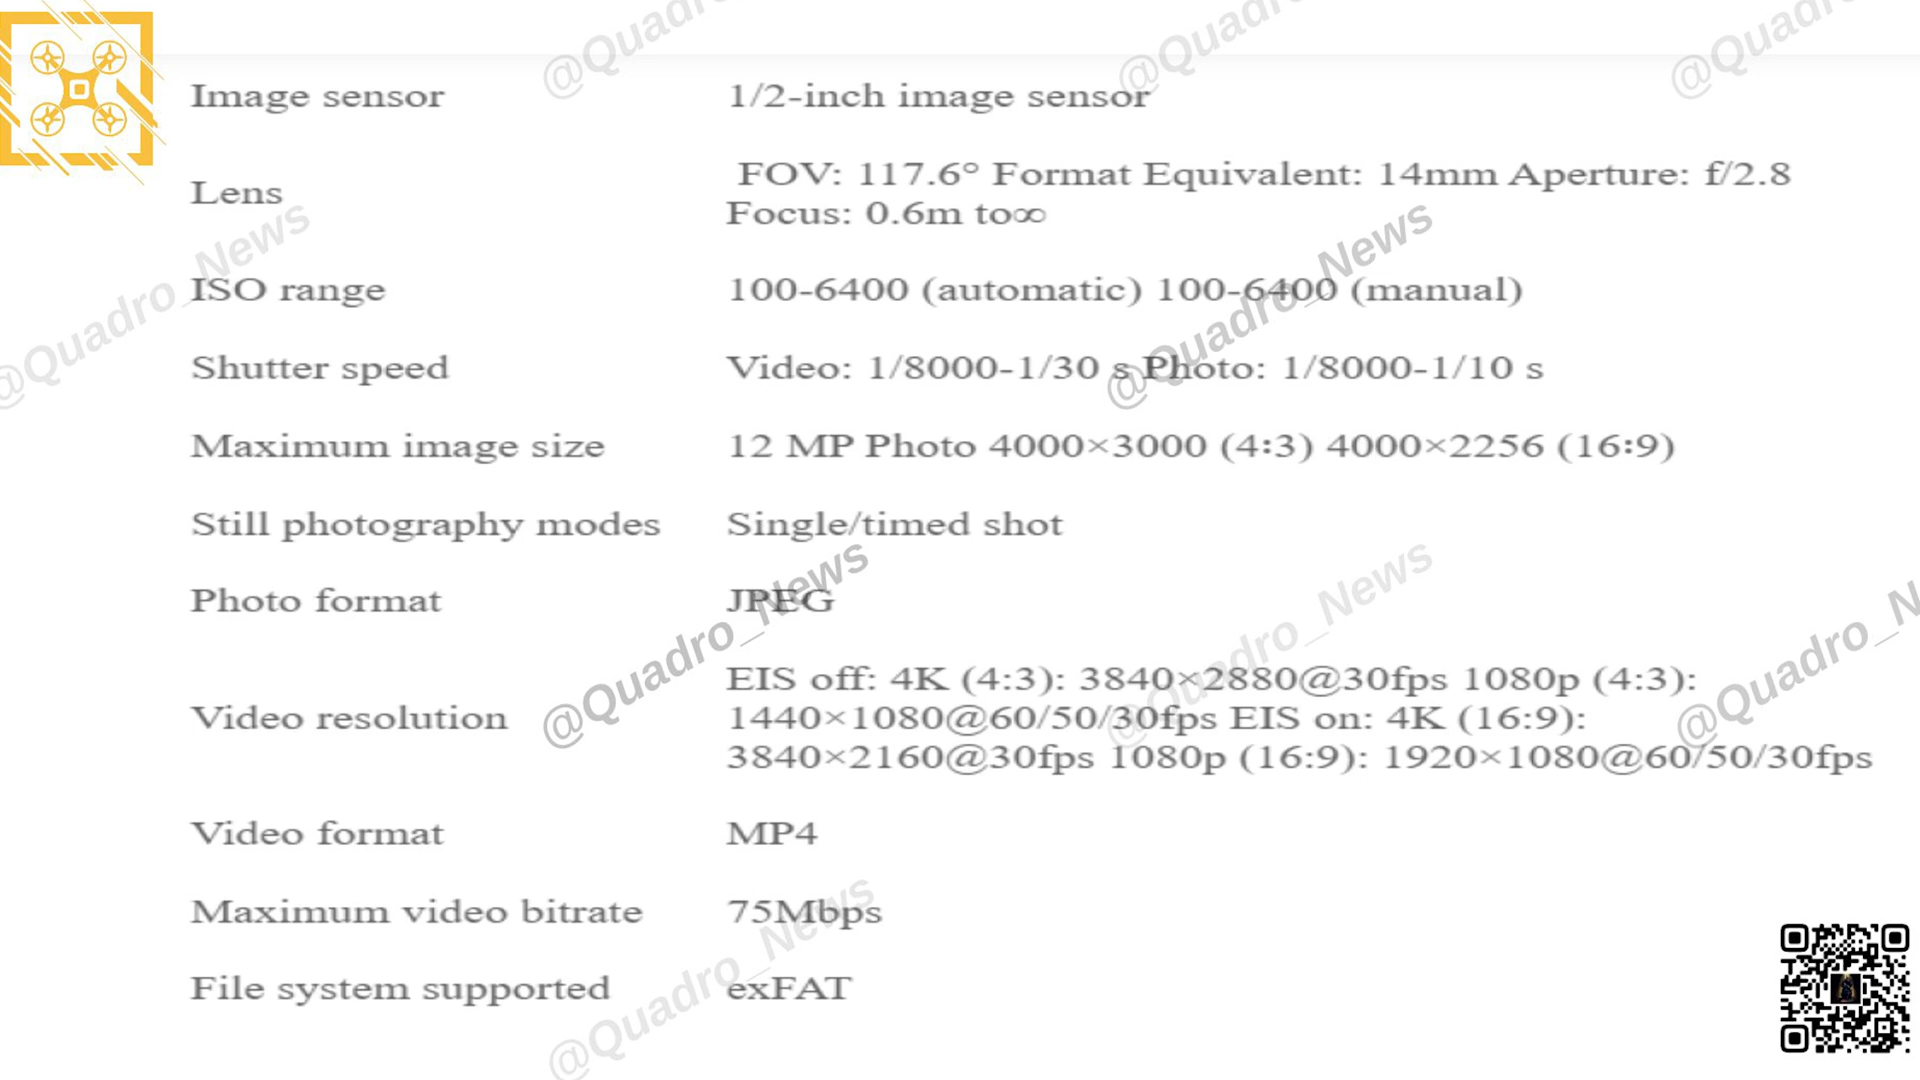 @Quadro_News
Image sensor 1/2-inch image sensor
Lens FOV: 117.6° Format Equivalent: 14mm Aperture: f/2.8
Focus: 0.6m to∞
ISO range 100-6400 (automatic) 100-6400 (manual)
Shutter speed Video: 1/8000-1/30 s Photo: 1/8000-1/10 s
Maximum image size 12 MP Photo 4000×3000 (4:3) 4000×2256 (16:9)
Still photography modes Single/timed shot
Photo format JPEG
Video resolution EIS off: 4K (4:3): 3840×2880@30fps 1080p (4:3):
1440×1080@60/50/30fps EIS on: 4K (16:9):
3840×2160@30fps 1080p (16:9): 1920×1080@60/50/30fps
Video format MP4
Maximum video bitrate 75Mbps
File system supported exFAT